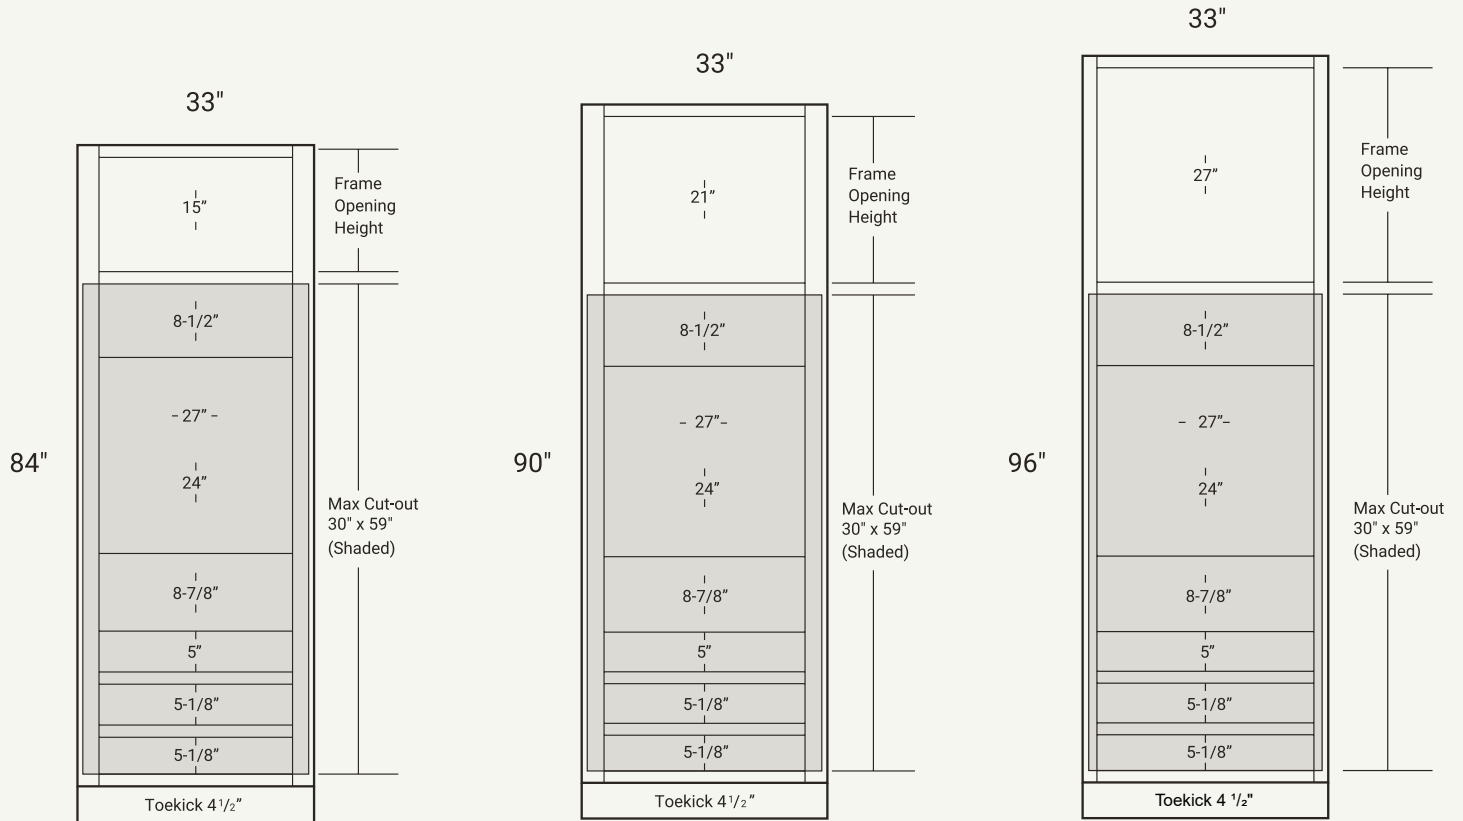 33"
84"
15”
Frame
Opening
Height
8-1/2”
27”
24”
Max Cut-out
30" x 59"
(Shaded)
8-7/8”
5”
5-1/8”
5-1/8”
Toekick 4 1/2”
33"
90"
21”
Frame
Opening
Height
8-1/2”
27”
24”
Max Cut-out
30" x 59"
(Shaded)
8-7/8”
5”
5-1/8”
5-1/8”
Toekick 4 1/2”
33"
96"
27”
Frame
Opening
Height
8-1/2”
27”
24”
Max Cut-out
30" x 59"
(Shaded)
8-7/8”
5”
5-1/8”
5-1/8”
Toekick 4 1/2"